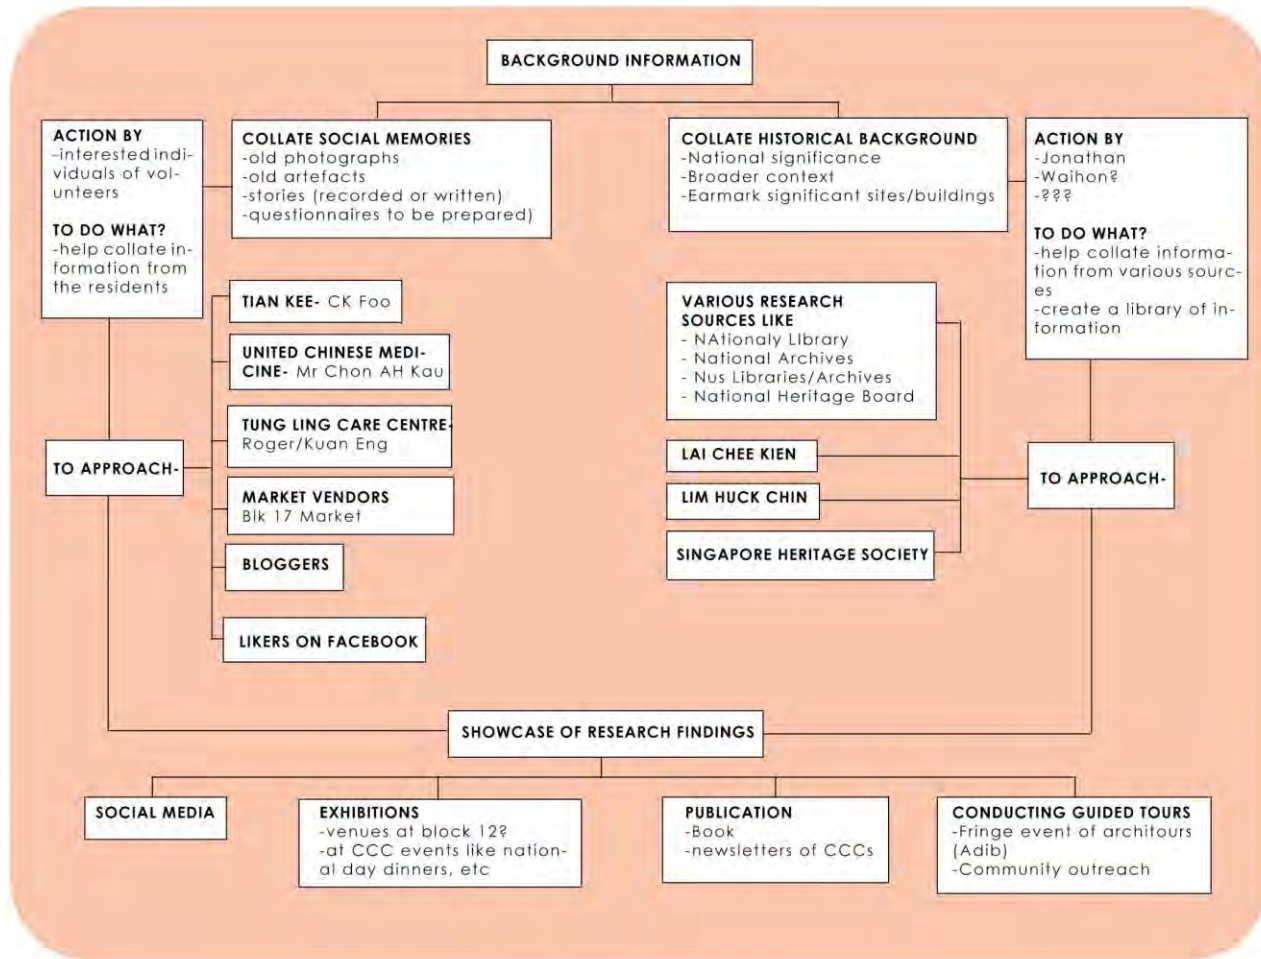 BACKGROUND INFORMATION
ACTION BY
-interested indi-
viduals of vol-
unteers
TO DO WHAT?
-help collate in-
formation from
the residents
COLLATE SOCIAL MEMORIES
-old photographs
-old artefacts
-stories (recorded or written)
-questionnaires to be prepared)
COLLATE HISTORICAL BACKGROUND
-National significance
-Broader context
-Earmark significant sites/buildings
ACTION BY
-Jonathan
-Waihon?
-???
TO DO WHAT?
-help collate informa-
tion from various sourc-
es
-create a library of in-
formation
TO APPROACH-
TIAN KEE- CK Foo
UNITED CHINESE MEDI-
CINE- Mr Chon AH Kau
TUNG LING CARE CENTRE-
Roger/Kuan Eng
MARKET VENDORS
Blk 17 Market
BLOGGERS
LIKERS ON FACEBOOK
VARIOUS RESEARCH
SOURCES LIKE
- NAtionaly LIbrary
- National Archives
- Nus Libraries/Archives
- National Heritage Board
LAI CHEE KIEN
LIM HUCK CHIN
SINGAPORE HERITAGE SOCIETY
TO APPROACH-
SHOWCASE OF RESEARCH FINDINGS
SOCIAL MEDIA
EXHIBITIONS
-venues at block 12?
-at CCC events like nation-
al day dinners, etc
PUBLICATION
-Book
-newsletters of CCCs
CONDUCTING GUIDED TOURS
-Fringe event of architours
(Adib)
-Community outreach